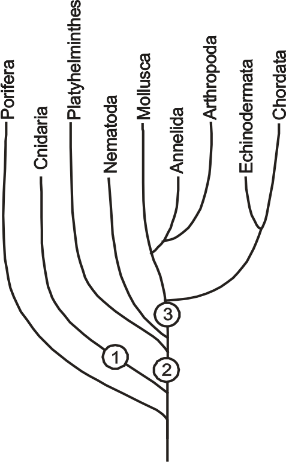 Porifera
Cnidaria
Platyhelminthes
Nematoda
Mollusca
Annelida
Arthropoda
Echinodermata
Chordata
3
1
2